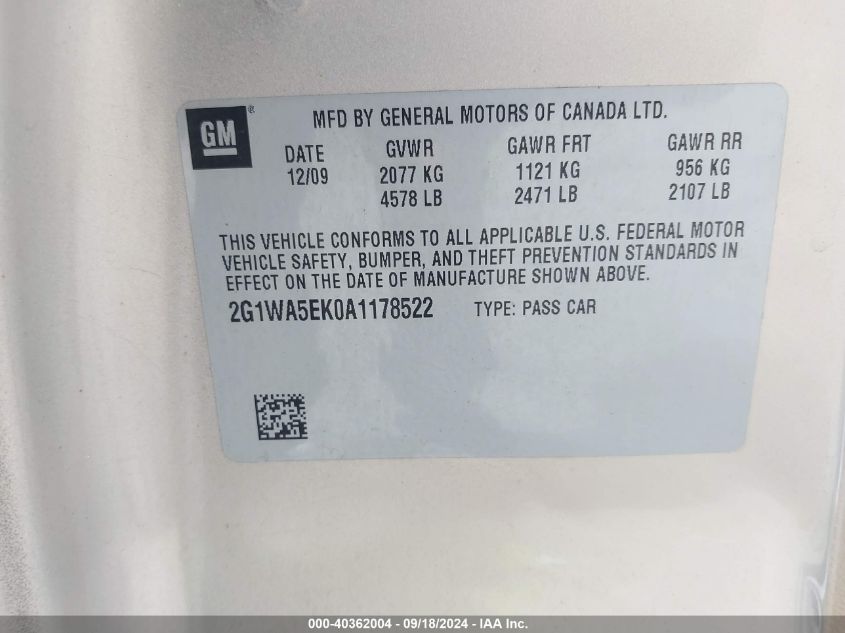 GM ®
MFD BY GENERAL MOTORS OF CANADA LTD.
DATE GVWR GAWR FRT GAWR RR
12/09 2077 KG 1121 KG 956 KG
4578 LB 2471 LB 2107 LB
THIS VEHICLE CONFORMS TO ALL APPLICABLE U.S. FEDERAL MOTOR
VEHICLE SAFETY, BUMPER, AND THEFT PREVENTION STANDARDS IN
EFFECT ON THE DATE OF MANUFACTURE SHOWN ABOVE.
2G1WA5EK0A1178522 TYPE: PASS CAR
000-40362004 - 09/18/2024 - IAA Inc.